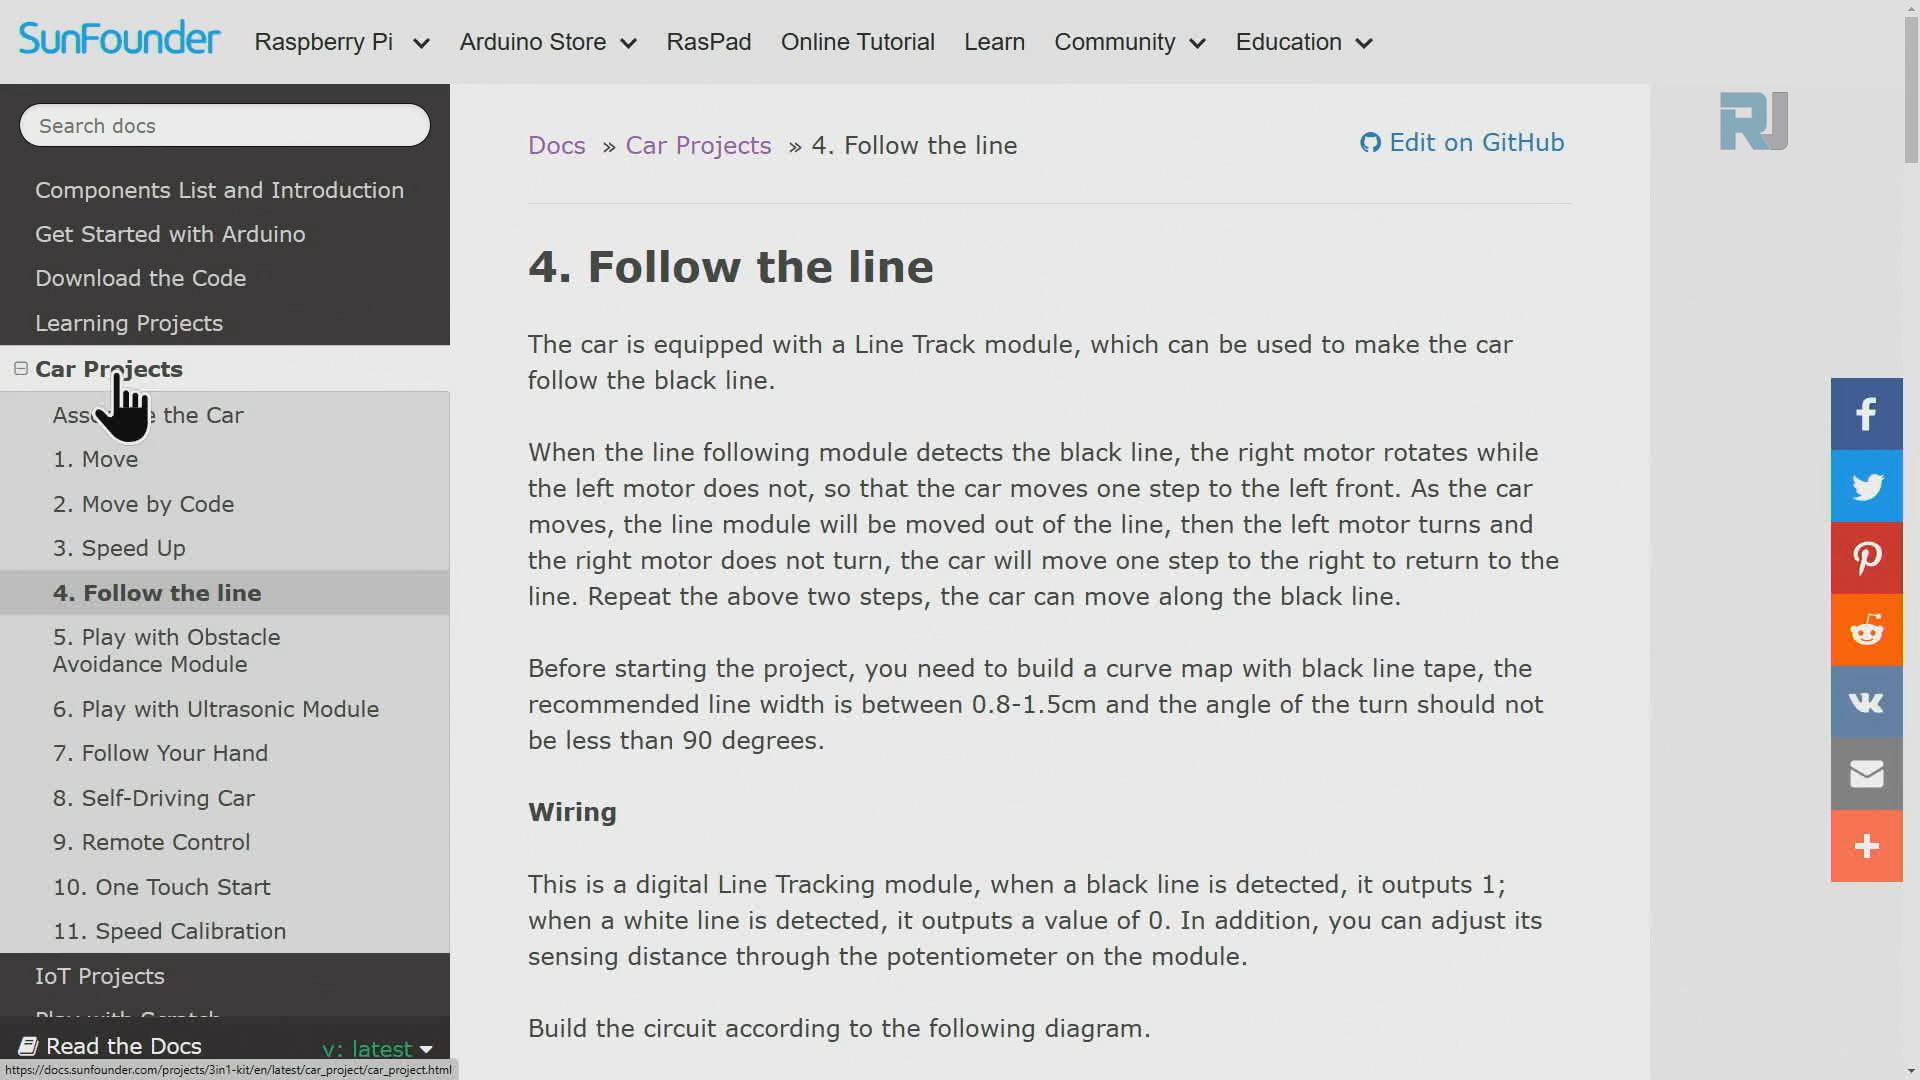 SunFounder
Raspberry Pi
Arduino Store
RasPad
Online Tutorial
Learn
Community
Education
Search docs
Components List and Introduction
Get Started with Arduino
Download the Code
Learning Projects
Car Projects
the Car
1. Move
2. Move by Code
3. Speed Up
4. Follow the line
5. Play with Obstacle
Avoidance Module
6. Play with Ultrasonic Module
7. Follow Your Hand
8. Self-Driving Car
9. Remote Control
10. One Touch Start
11. Speed Calibration
IoT Projects
Play with Scratch
Read the Docs
v: latest
https://docs.sunfounder.com/projects/3in1-kit/en/latest/car_project/car_project.html
Docs » Car Projects » 4. Follow the line
Edit on GitHub
RJ
4. Follow the line
The car is equipped with a Line Track module, which can be used to make the car
follow the black line.
When the line following module detects the black line, the right motor rotates while
the left motor does not, so that the car moves one step to the left front. As the car
moves, the line module will be moved out of the line, then the left motor turns and
the right motor does not turn, the car will move one step to the right to return to the
line. Repeat the above two steps, the car can move along the black line.
Before starting the project, you need to build a curve map with black line tape, the
recommended line width is between 0.8-1.5cm and the angle of the turn should not
be less than 90 degrees.
Wiring
This is a digital Line Tracking module, when a black line is detected, it outputs 1;
when a white line is detected, it outputs a value of 0. In addition, you can adjust its
sensing distance through the potentiometer on the module.
Build the circuit according to the following diagram.